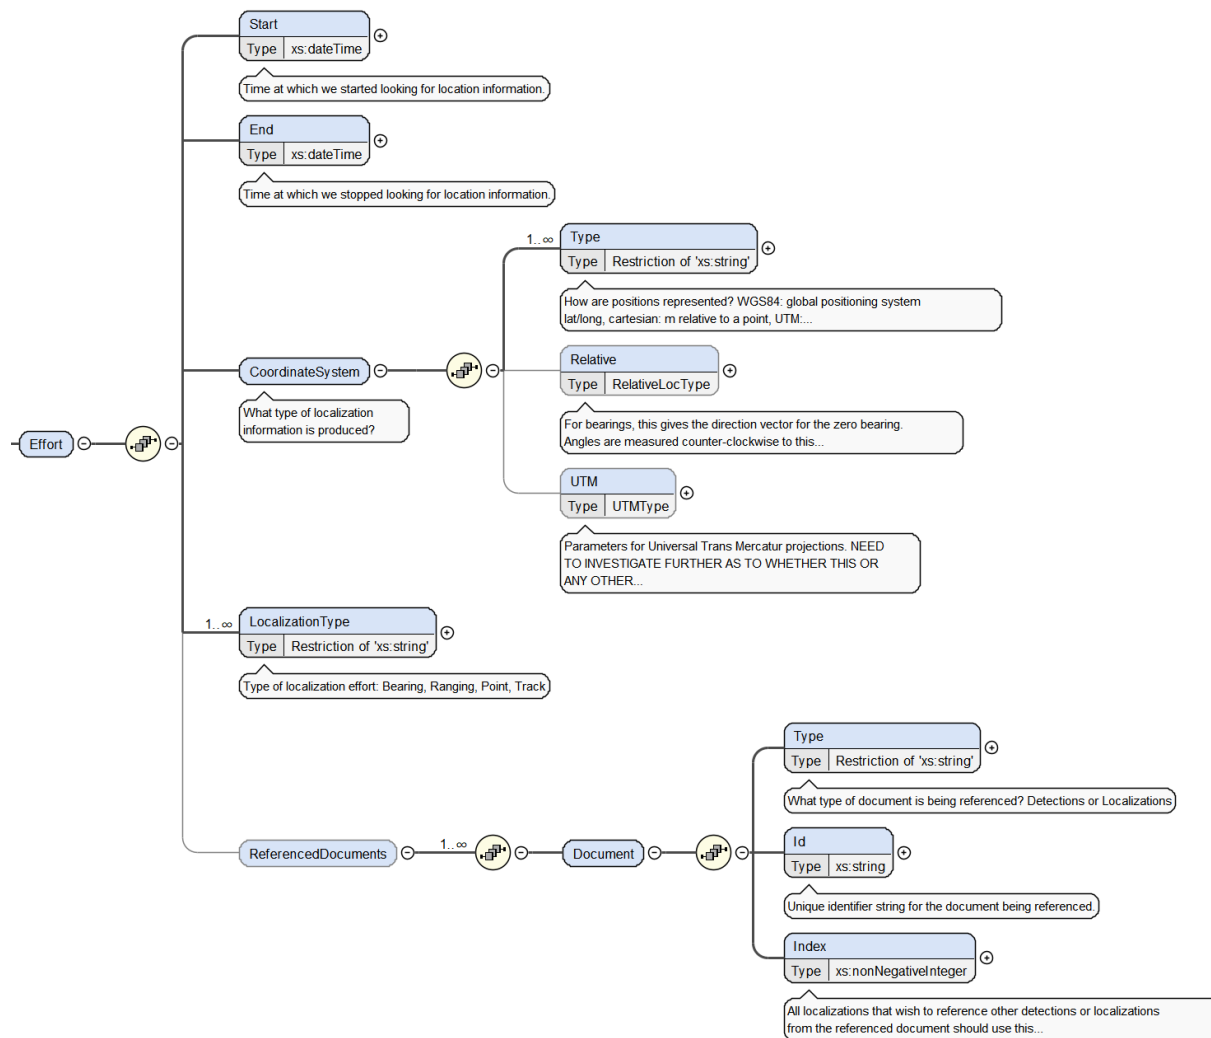 Start
Type xs:dateTime
Time at which we started looking for location information.
End
Type xs:dateTime
Time at which we stopped looking for location information.
1..∞
Type
Type Restriction of 'xs:string'
How are positions represented? WGS84: global positioning system
lat/long, cartesian: m relative to a point, UTM:...
Relative
Type RelativeLocType
CoordinateSystem
What type of localization
information is produced?
For bearings, this gives the direction vector for the zero bearing.
Angles are measured counter-clockwise to this...
Effort
UTM
Type UTMType
Parameters for Universal Trans Mercatur projections. NEED
TO INVESTIGATE FURTHER AS TO WHETHER THIS OR
ANY OTHER...
1..∞
LocalizationType
Type Restriction of 'xs:string'
Type of localization effort: Bearing, Ranging, Point, Track
Type
Type Restriction of 'xs:string'
What type of document is being referenced? Detections or Localizations
ReferencedDocuments
1..∞
Document
Id
Type xs:string
Unique identifier string for the document being referenced.
Index
Type xs:nonNegativeInteger
All localizations that wish to reference other detections or localizations
from the referenced document should use this...